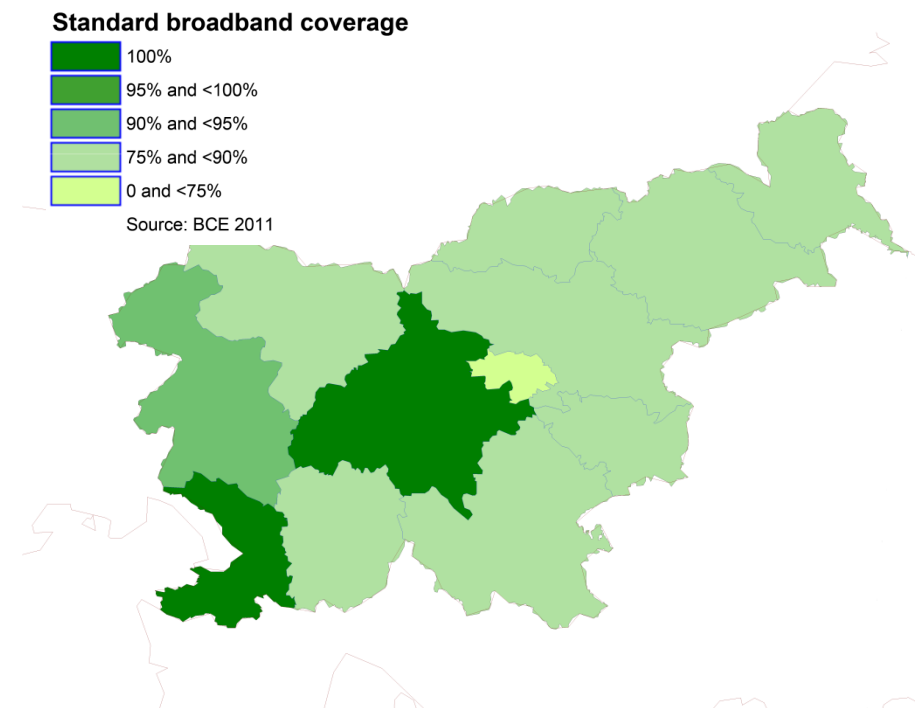 Standard broadband coverage
100%
95% and <100%
90% and <95%
75% and <90%
0 and <75%
Source: BCE 2011